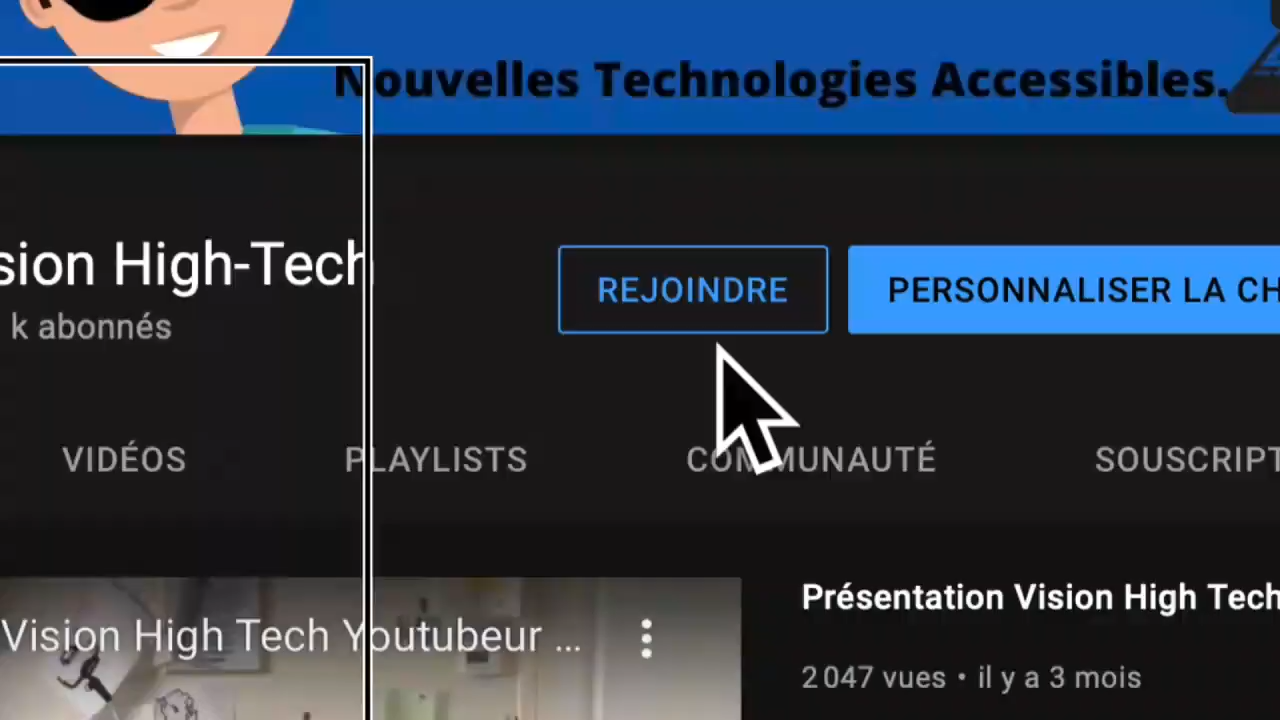 Nouvelles Technologies Accessibles.
sion High-Tech
k abonnés
REJOINDRE
PERSONNALISER LA CH
VIDÉOS
PLAYLISTS
COMMUNAUTÉ
SOUSCRIPT
Vision High Tech Youtubeur ...
Présentation Vision High Tech
2 047 vues • il y a 3 mois